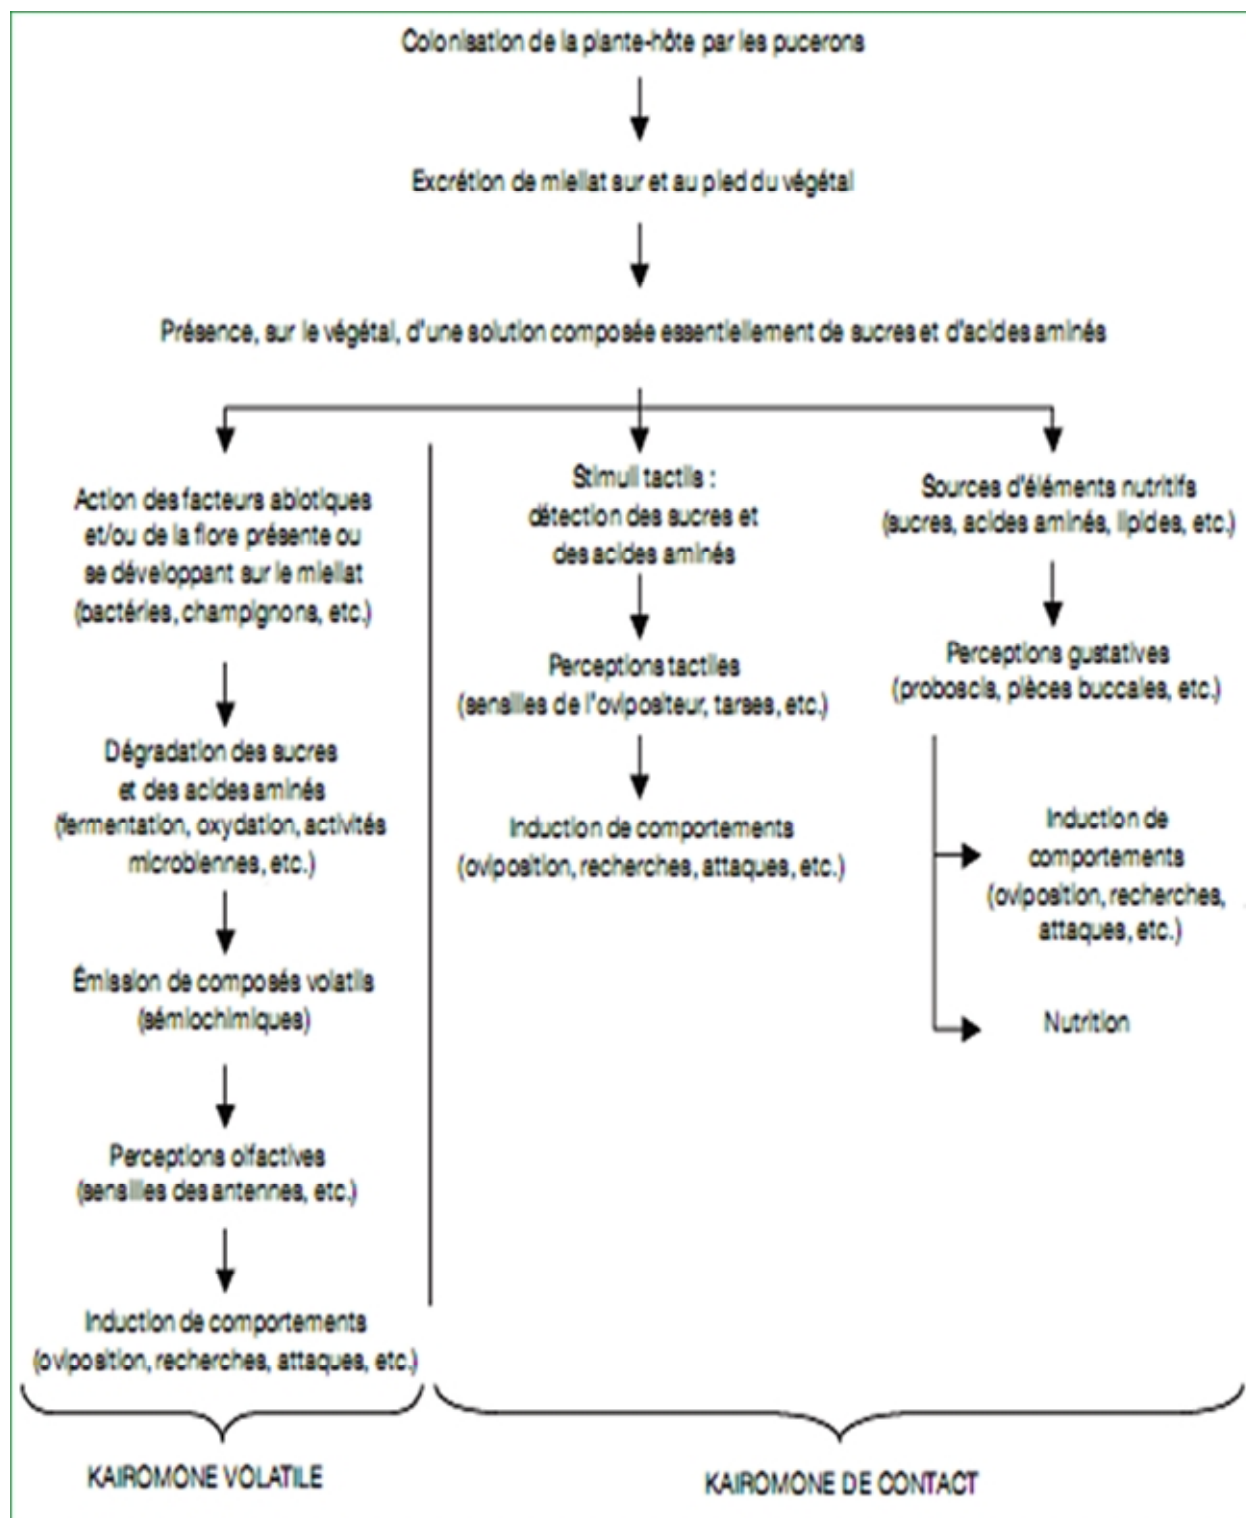 Colonisation de la plante-hôte par les pucerons
Excrétion de miellat sur et au pied du végétal
Présence, sur le végétal, d'une solution composée essentiellement de sucres et d'acides aminés
Action des facteurs abiotiques
et/ou de la flore présente ou
se développant sur le miellat
(bactéries, champignons, etc.)
Dégradation des sucres
et des acides aminés
(fermentation, oxydation, activités
microbiennes, etc.)
Émission de composés volatils
(sémiochimiques)
Perceptions olfactives
(sensilles des antennes, etc.)
Induction de comportements
(oviposition, recherches, attaques, etc.)
KAIROMONE VOLATILE
Stimuli tactils :
détection des sucres et
des acides aminés
Perceptions tactiles
(sensilles de l'ovipositeur, tarses, etc.)
Induction de comportements
(oviposition, recherches, attaques, etc.)
Sources d'éléments nutritifs
(sucres, acides aminés, lipides, etc.)
Perceptions gustatives
(proboscis, pièces buccales, etc.)
Induction de
comportements
(oviposition, recherches,
attaques, etc.)
Nutrition
KAIROMONE DE CONTACT